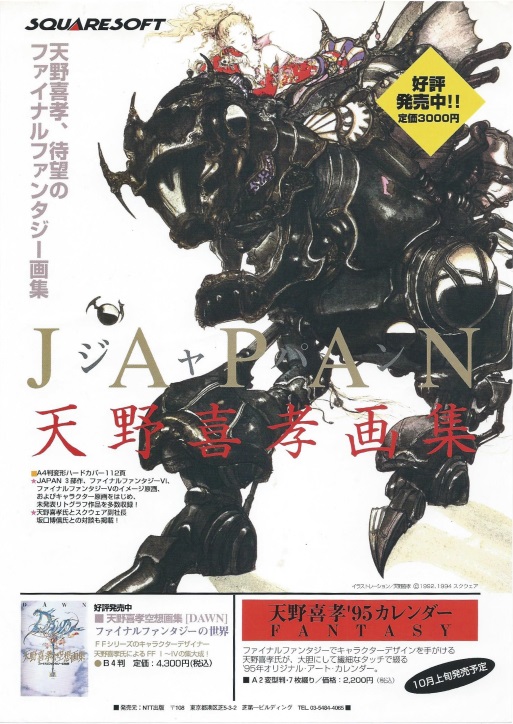 SQUARESOFT
天野喜孝、待望の
ファイナルファンタジー画集
好評
発売中!!
定価3000円
JAPAN
ジャパン
天野喜孝画集
■A4判変形ハードカバー112頁
★JAPAN 3部作、ファイナルファンタジーVI、
ファイナルファンタジーVのイメージ原画、
およびキャラクター原画をはじめ、
未発表リトグラフ作品を多数収録!
★天野喜孝氏とスクウェア副社長
坂口博信氏との対談も掲載!
イラストレーション/天野喜孝 ©1992,1994 スクウェア
DAWN
天野喜孝空想画集
好評発売中
■ 天野喜孝空想画集 [DAWN]
ファイナルファンタジーの世界
FFシリーズのキャラクターデザイナー
天野喜孝氏によるFF I〜IVの集大成!
●B4判 定価:4,300円(税込)
天野喜孝'95カレンダー
FANTASY
ファイナルファンタジーでキャラクターデザインを手がける
天野喜孝氏が、大胆にして繊細なタッチで綴る
'95年オリジナル・アート・カレンダー。
■A2変型判・7枚綴り/価格:2,200円(税込)
10月上旬発売予定
■発売元:NTT出版 〒108 東京都港区芝5-3-2 芝第一ビルディング TEL 03-5484-4065■